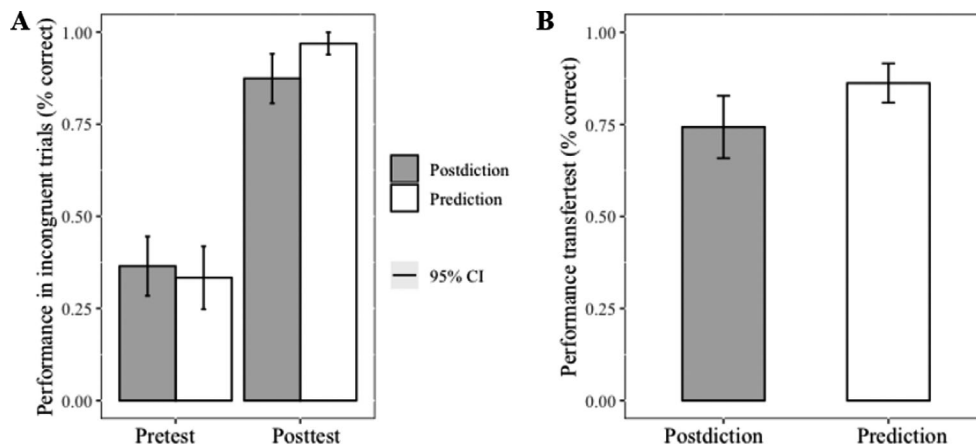 A
Performance in incongruent trials (% correct)
1.00
0.75
0.50
0.25
0.00
Pretest
Posttest
Postdiction
Prediction
95% CI
B
Performance transfertest (% correct)
1.00
0.75
0.50
0.25
0.00
Postdiction
Prediction